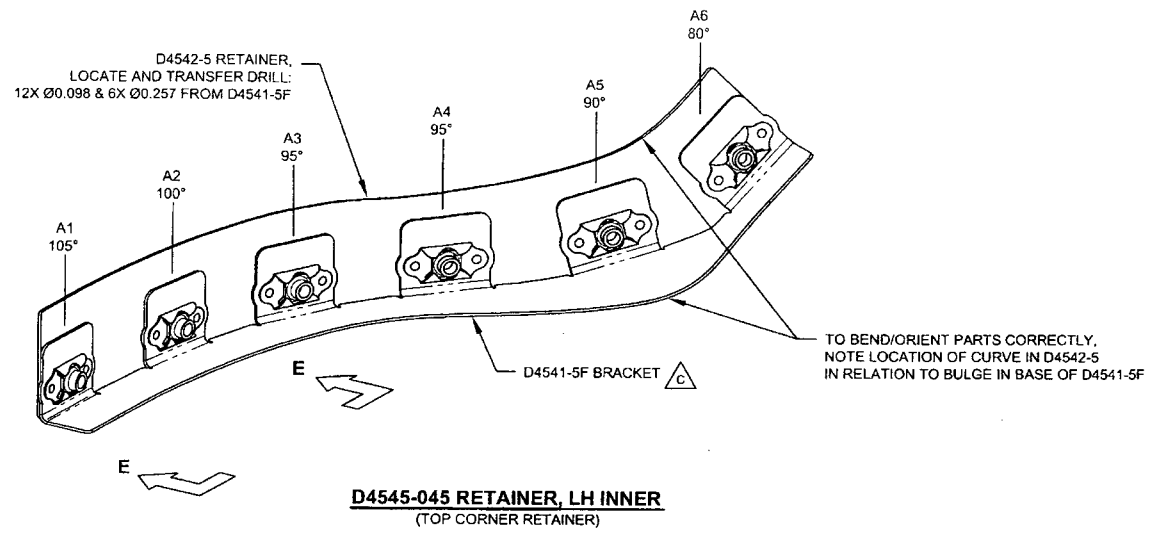 A6
80°
D4542-5 RETAINER,
LOCATE AND TRANSFER DRILL:
12X Ø0.098 & 6X Ø0.257 FROM D4541-5F
A5
90°
A4
95°
A3
95°
A2
100°
A1
105°
TO BEND/ORIENT PARTS CORRECTLY,
NOTE LOCATION OF CURVE IN D4542-5
IN RELATION TO BULGE IN BASE OF D4541-5F
E
D4541-5F BRACKET C
E
D4545-045 RETAINER, LH INNER
(TOP CORNER RETAINER)